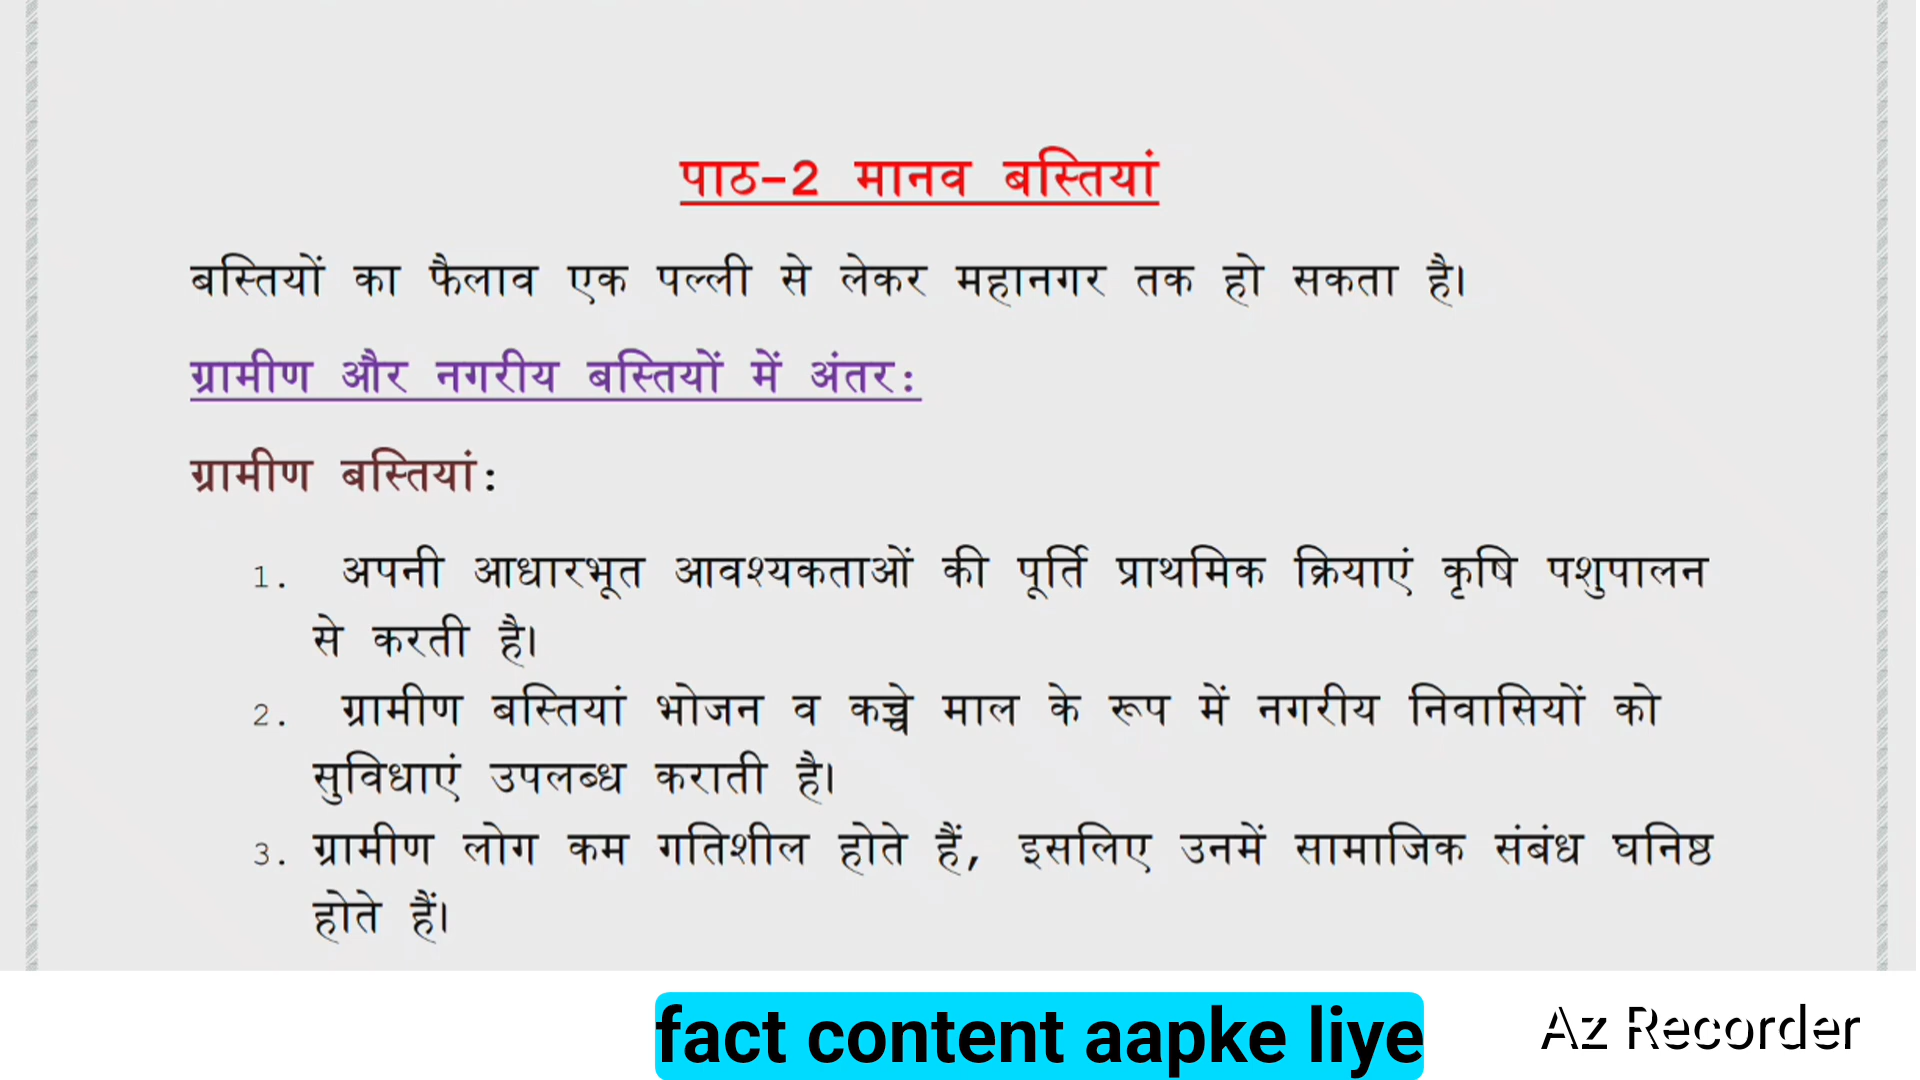 पाठ-2 मानव बस्तियां
बस्तियों का फैलाव एक पल्ली से लेकर महानगर तक हो सकता है।
ग्रामीण और नगरीय बस्तियों में अंतर:
ग्रामीण बस्तियां:
1. अपनी आधारभूत आवश्यकताओं की पूर्ति प्राथमिक क्रियाएं कृषि पशुपालन
से करती है।
2. ग्रामीण बस्तियां भोजन व कच्चे माल के रूप में नगरीय निवासियों को
सुविधाएं उपलब्ध कराती है।
3. ग्रामीण लोग कम गतिशील होते हैं, इसलिए उनमें सामाजिक संबंध घनिष्ठ
होते हैं।
fact content aapke liye
Az Recorder